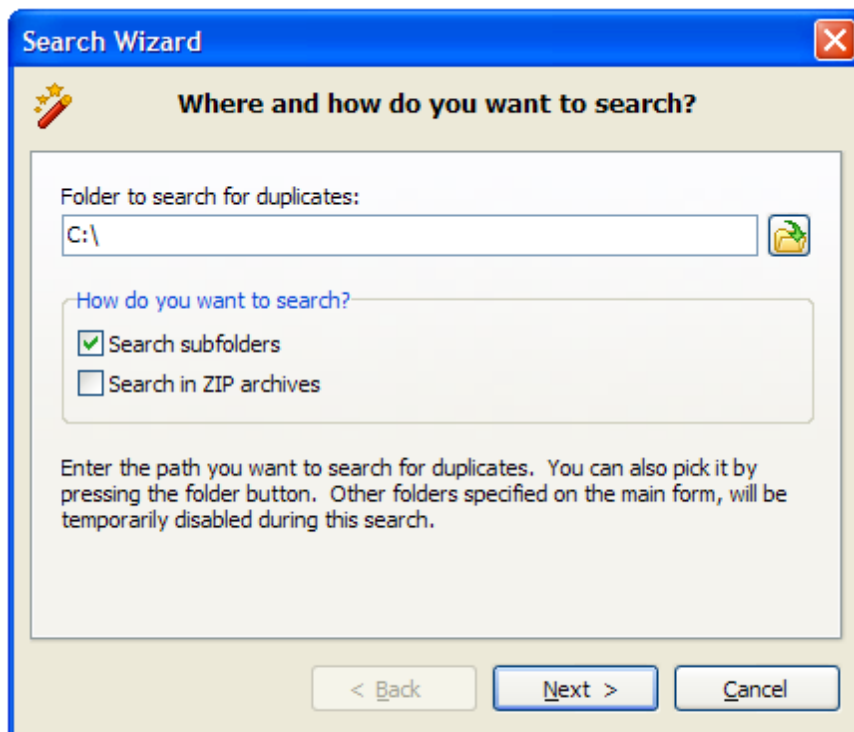 Search Wizard
Where and how do you want to search?
Folder to search for duplicates:
C:\
How do you want to search?
Search subfolders
Search in ZIP archives
Enter the path you want to search for duplicates.  You can also pick it by
pressing the folder button.  Other folders specified on the main form, will be
temporarily disabled during this search.
< Back
Next >
Cancel